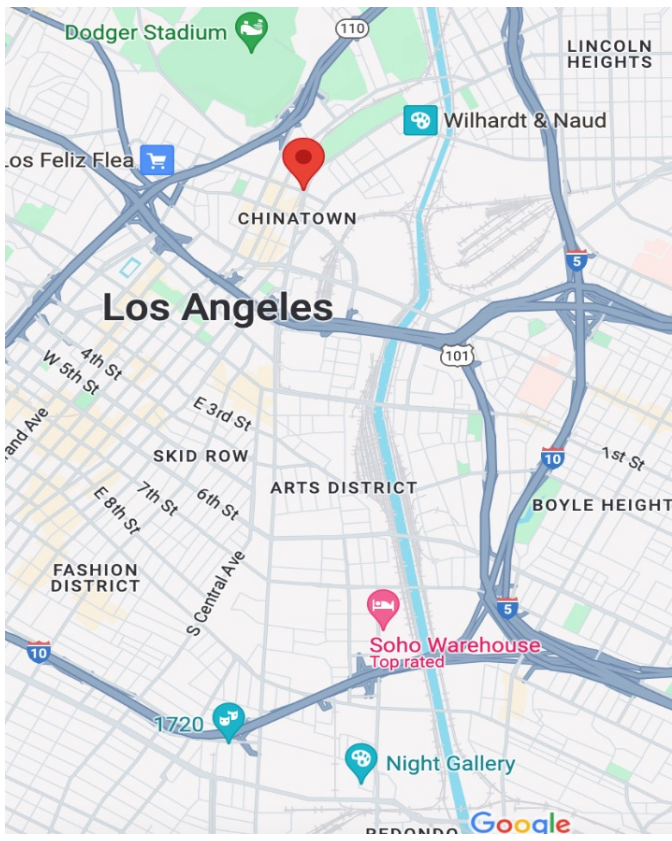 Dodger Stadium
110
LINCOLN
HEIGHTS
Wilhardt & Naud
Los Feliz Flea
CHINATOWN
5
Los Angeles
101
4th St
W 5th St
E 3rd St
rand Ave
SKID ROW
10
1st St
7th St
6th St
ARTS DISTRICT
E 8th St
BOYLE HEIGHT
FASHION
DISTRICT
S Central Ave
5
Soho Warehouse
Top rated
10
1720
Night Gallery
REDONDO
Google